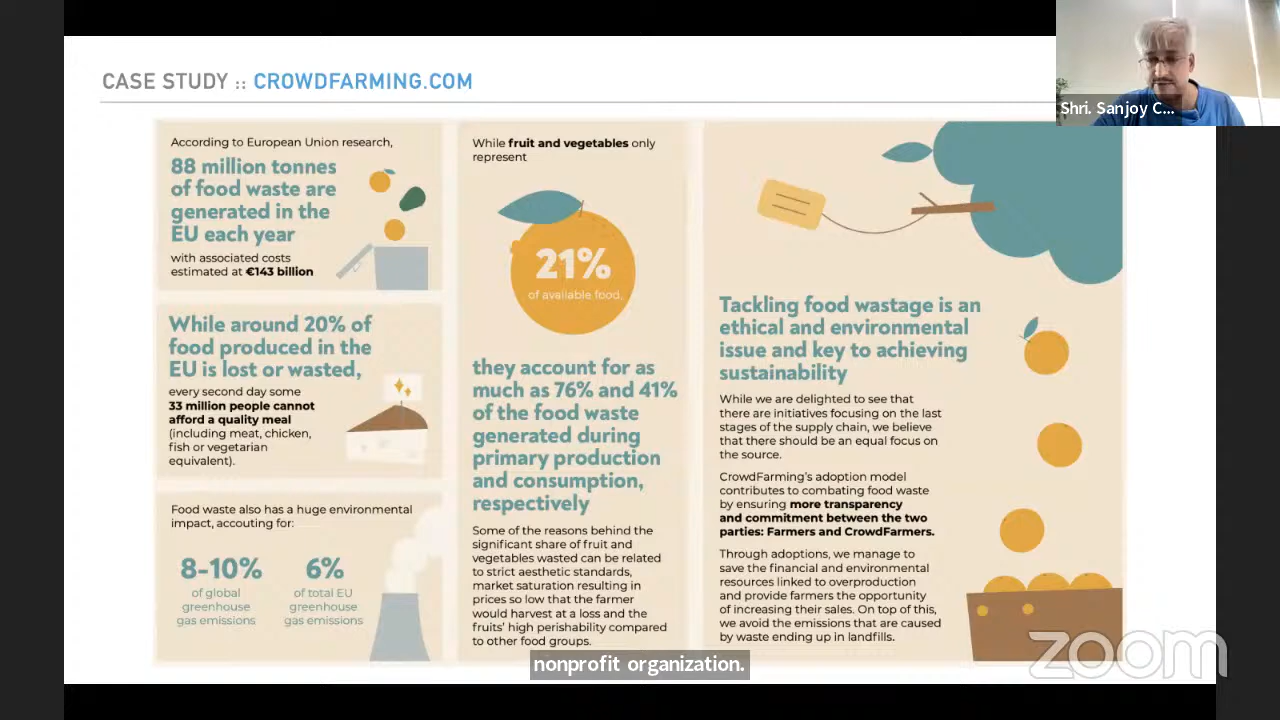 CASE STUDY :: CROWDFARMING.COM
Shri. Sanjoy C...
According to European Union research,
88 million tonnes
of food waste are
generated in the
EU each year
with associated costs
estimated at €143 billion
While around 20% of
food produced in the
EU is lost or wasted,
every second day some
33 million people cannot
afford a quality meal
(including meat, chicken,
fish or vegetarian
equivalent).
Food waste also has a huge environmental
impact, accouting for:
8-10%
of global
greenhouse
gas emissions
6%
of total EU
greenhouse
gas emissions
While fruit and vegetables only
represent
21%
of available food,
they account for as
much as 76% and 41%
of the food waste
generated during
primary production
and consumption,
respectively
Some of the reasons behind the
significant share of fruit and
vegetables wasted can be related
to strict aesthetic standards,
market saturation resulting in
prices so low that the farmer
would harvest at a loss and the
fruits' high perishability compared
to other food groups.
Tackling food wastage is an
ethical and environmental
issue and key to achieving
sustainability
While we are delighted to see that
there are initiatives focusing on the last
stages of the supply chain, we believe
that there should be an equal focus on
the source.
CrowdFarming's adoption model
contributes to combating food waste
by ensuring more transparency
and commitment between the two
parties: Farmers and CrowdFarmers.
Through adoptions, we manage to
save the financial and environmental
resources linked to overproduction
and provide farmers the opportunity
of increasing their sales. On top of this,
we avoid the emissions that are caused
by waste ending up in landfills.
nonprofit organization.
zoom